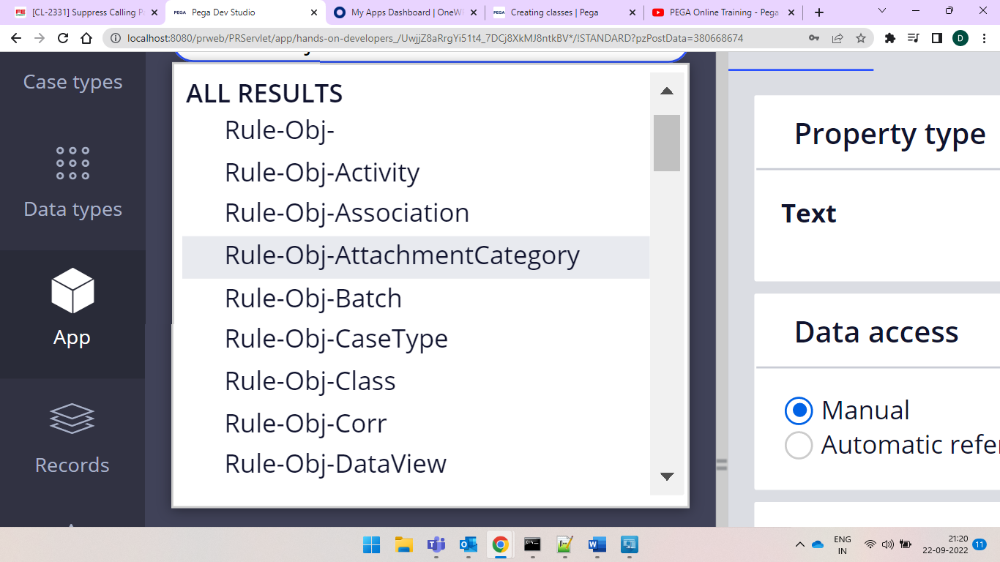 [CL-2331] Suppress Calling P
Pega Dev Studio
My Apps Dashboard | OneW
Creating classes | Pega
PEGA Online Training - Pega
localhost:8080/prweb/PRServlet/app/hands-on-developers_/UwjjZ8aRrgYi51t4_7DCj8XkMJ8ntkBV*/!STANDARD?pzPostData=380668674
D
Case types
Data types
App
Records
ALL RESULTS
Rule-Obj-
Rule-Obj-Activity
Rule-Obj-Association
Rule-Obj-AttachmentCategory
Rule-Obj-Batch
Rule-Obj-CaseType
Rule-Obj-Class
Rule-Obj-Corr
Rule-Obj-DataView
Property type
Text
Data access
Manual
Automatic refer
ENG
IN
21:20
22-09-2022
11